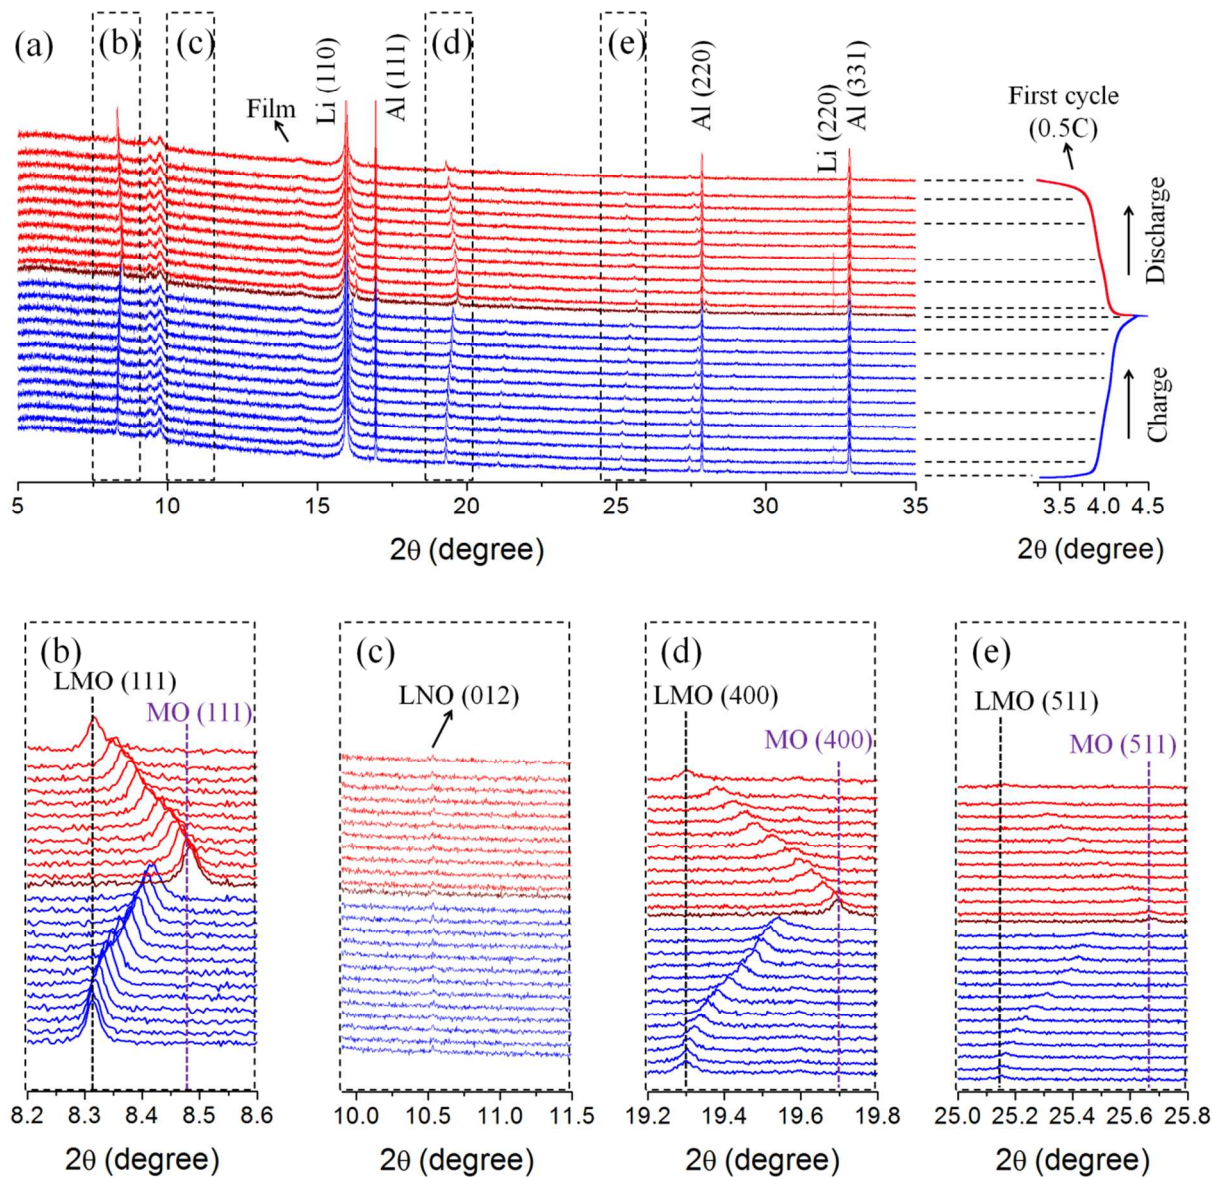 (a)
(b)
(c)
(d)
(e)
Film
Li (110)
Al (111)
Al (220)
Li (220)
Al (331)
First cycle
(0.5C)
Discharge
Charge
5 10 15 20 25 30 35
3.5 4.0 4.5
2θ (degree)
2θ (degree)
(b)
LMO (111)
MO (111)
8.2 8.3 8.4 8.5 8.6
2θ (degree)
(c)
LNO (012)
10.0 10.5 11.0 11.5
2θ (degree)
(d)
LMO (400)
MO (400)
19.2 19.4 19.6 19.8
2θ (degree)
(e)
LMO (511)
MO (511)
25.0 25.2 25.4 25.6 25.8
2θ (degree)